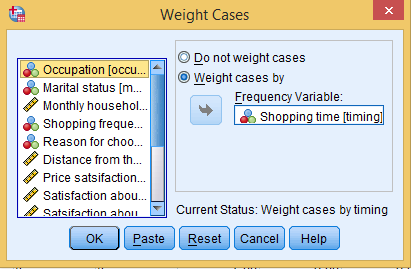 Weight Cases
Occupation [occu...
Marital status [m...
Monthly househol...
Shopping freque...
Reason for choo...
Distance from th...
Price satsifaction...
Satisfaction abou...
Satsifaction abou...
Do not weight cases
Weight cases by
Frequency Variable:
Shopping time [timing]
Current Status: Weight cases by timing
OK
Paste
Reset
Cancel
Help